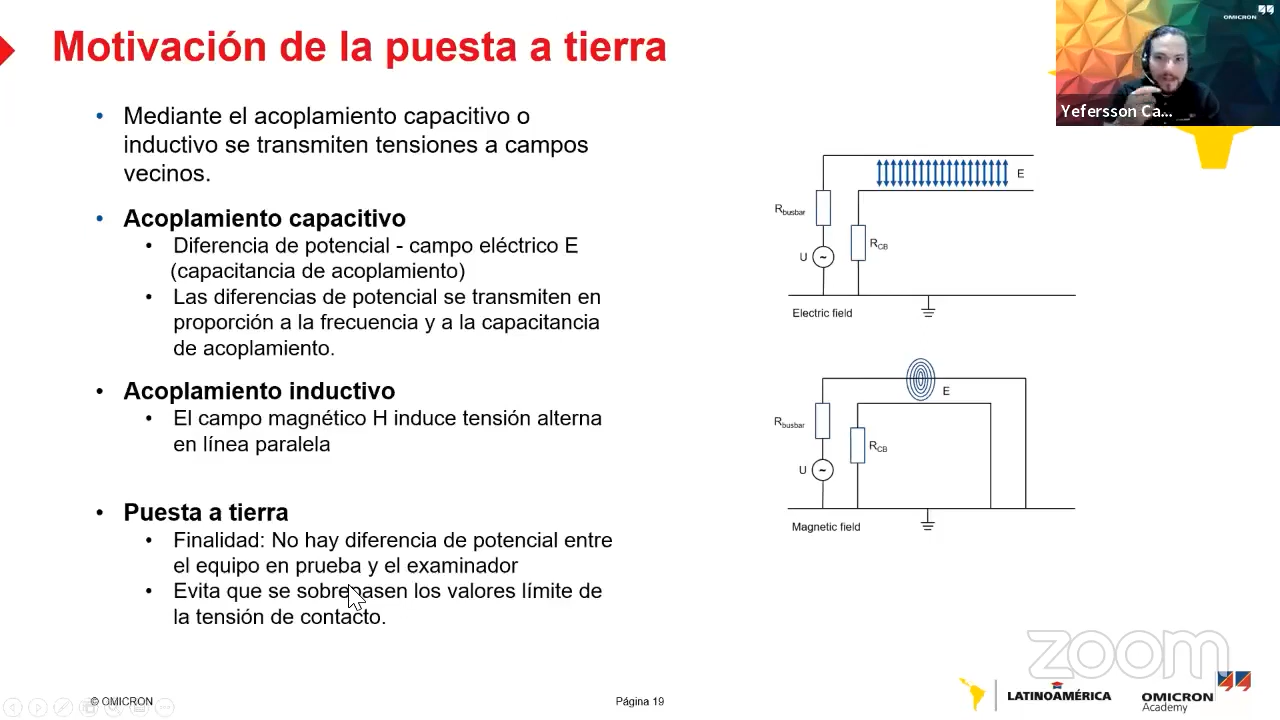 Motivación de la puesta a tierra
OMICRON
Yefersson Ca...
• Mediante el acoplamiento capacitivo o
inductivo se transmiten tensiones a campos
vecinos.
• Acoplamiento capacitivo
• Diferencia de potencial - campo eléctrico E
(capacitancia de acoplamiento)
• Las diferencias de potencial se transmiten en
proporción a la frecuencia y a la capacitancia
de acoplamiento.
• Acoplamiento inductivo
• El campo magnético H induce tensión alterna
en línea paralela
• Puesta a tierra
• Finalidad: No hay diferencia de potencial entre
el equipo en prueba y el examinador
• Evita que se sobrepasen los valores límite de
la tensión de contacto.
E
Rbusbar
RCB
U
~
Electric field
E
Rbusbar
RCB
U
~
Magnetic field
zoom
© OMICRON
Página 19
LATINOAMÉRICA
OMICRON
Academy